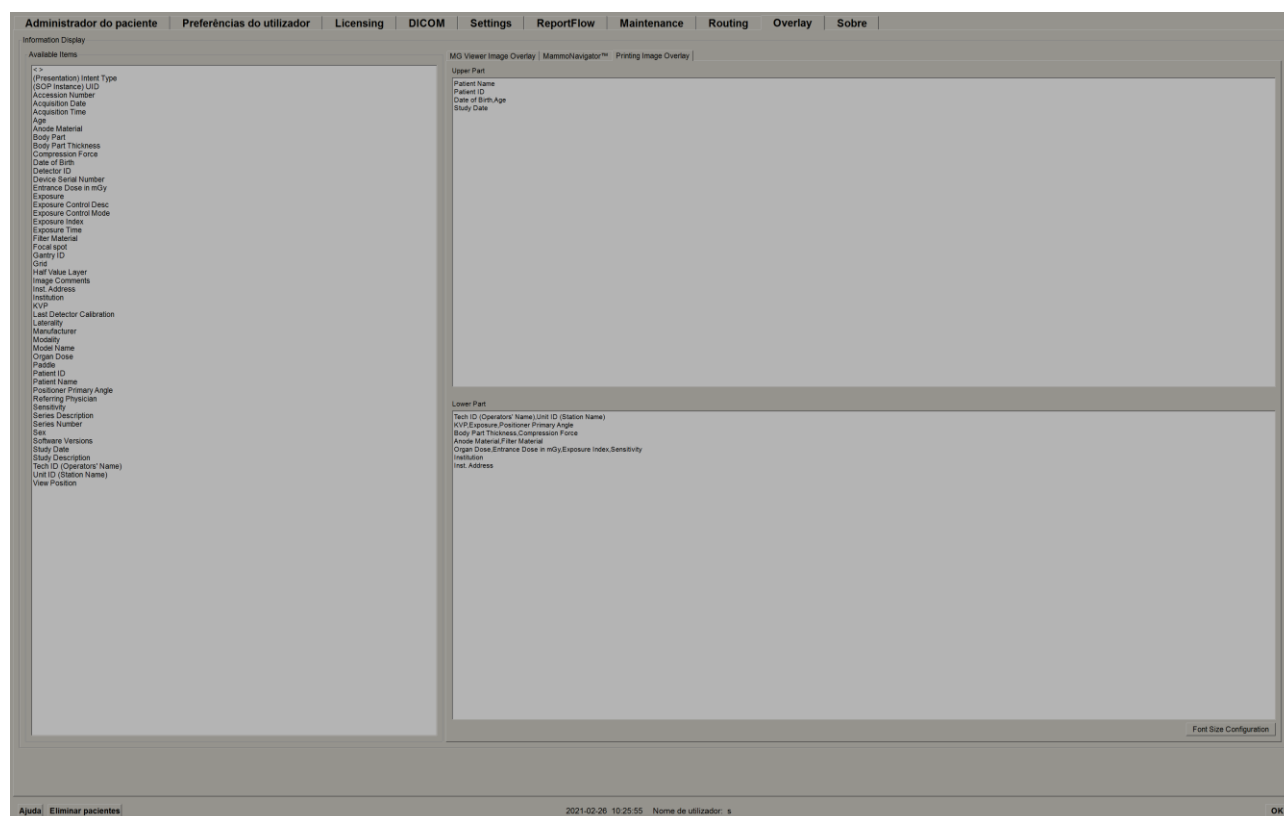 Administrador do paciente Preferências do utilizador Licensing DICOM Settings ReportFlow Maintenance Routing Overlay Sobre
Information Display
Available Items
< >
(Presentation) Intent Type
(SOP Instance) UID
Accession Number
Acquisition Date
Acquisition Time
Age
Anode Material
Body Part
Body Part Thickness
Compression Force
Date of Birth
Detector ID
Device Serial Number
Entrance Dose in mGy
Exposure
Exposure Control Desc
Exposure Control Mode
Exposure Index
Exposure Time
Filter Material
Focal spot
Gantry ID
Grid
Half Value Layer
Image Comments
Inst. Address
Institution
KVP
Last Detector Calibration
Laterality
Manufacturer
Modality
Model Name
Organ Dose
Paddle
Patient ID
Patient Name
Positioner Primary Angle
Referring Physician
Sensitivity
Series Description
Series Number
Sex
Software Versions
Study Date
Study Description
Tech ID (Operators' Name)
Unit ID (Station Name)
View Position
MG Viewer Image Overlay MammoNavigator™ Printing Image Overlay
Upper Part
Patient Name
Patient ID
Date of Birth,Age
Study Date
Lower Part
Tech ID (Operators' Name),Unit ID (Station Name)
KVP,Exposure,Positioner Primary Angle
Body Part Thickness,Compression Force
Anode Material,Filter Material
Organ Dose,Entrance Dose in mGy,Exposure Index,Sensitivity
Institution
Inst. Address
Font Size Configuration
Ajuda Eliminar pacientes 2021-02-26 10:25:55 Nome de utilizador: s OK